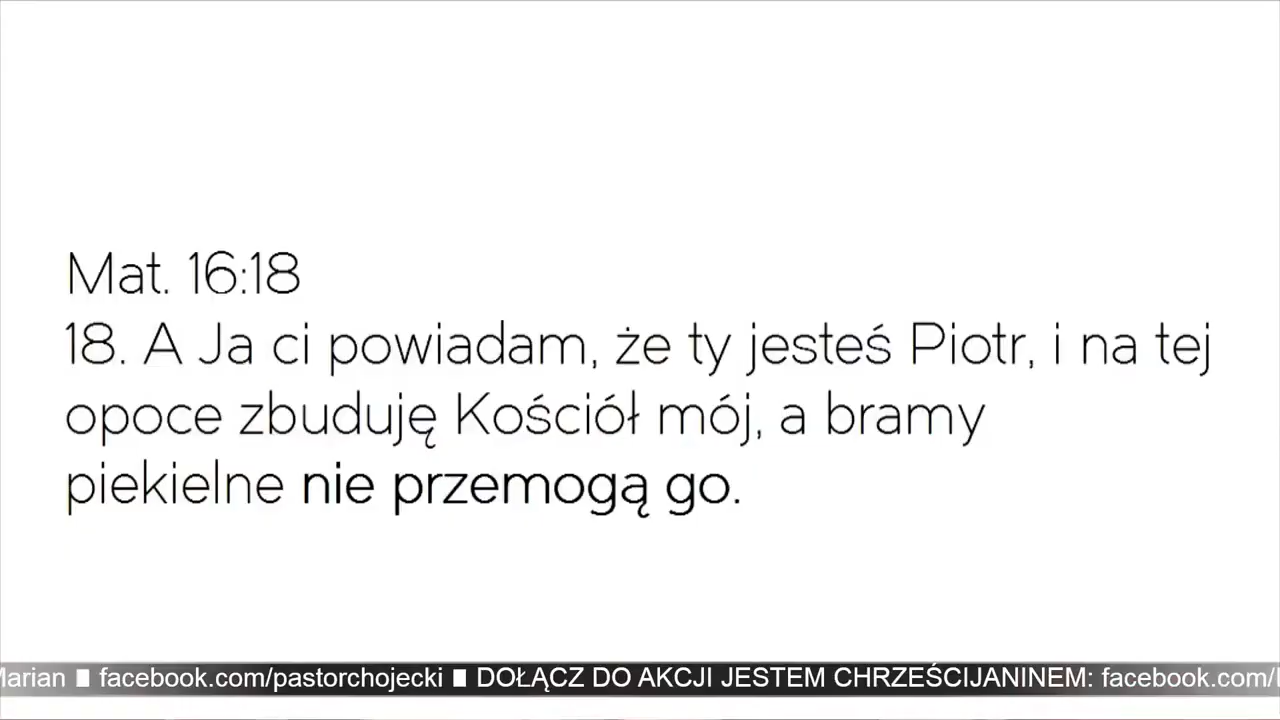 Mat. 16:18
18. A Ja ci powiadam, że ty jesteś Piotr, i na tej
opoce zbuduję Kościół mój, a bramy
piekielne nie przemogą go.
Marian ■ facebook.com/pastorchojecki ■ DOŁĄCZ DO AKCJI JESTEM CHRZEŚCIJANINEM: facebook.com/